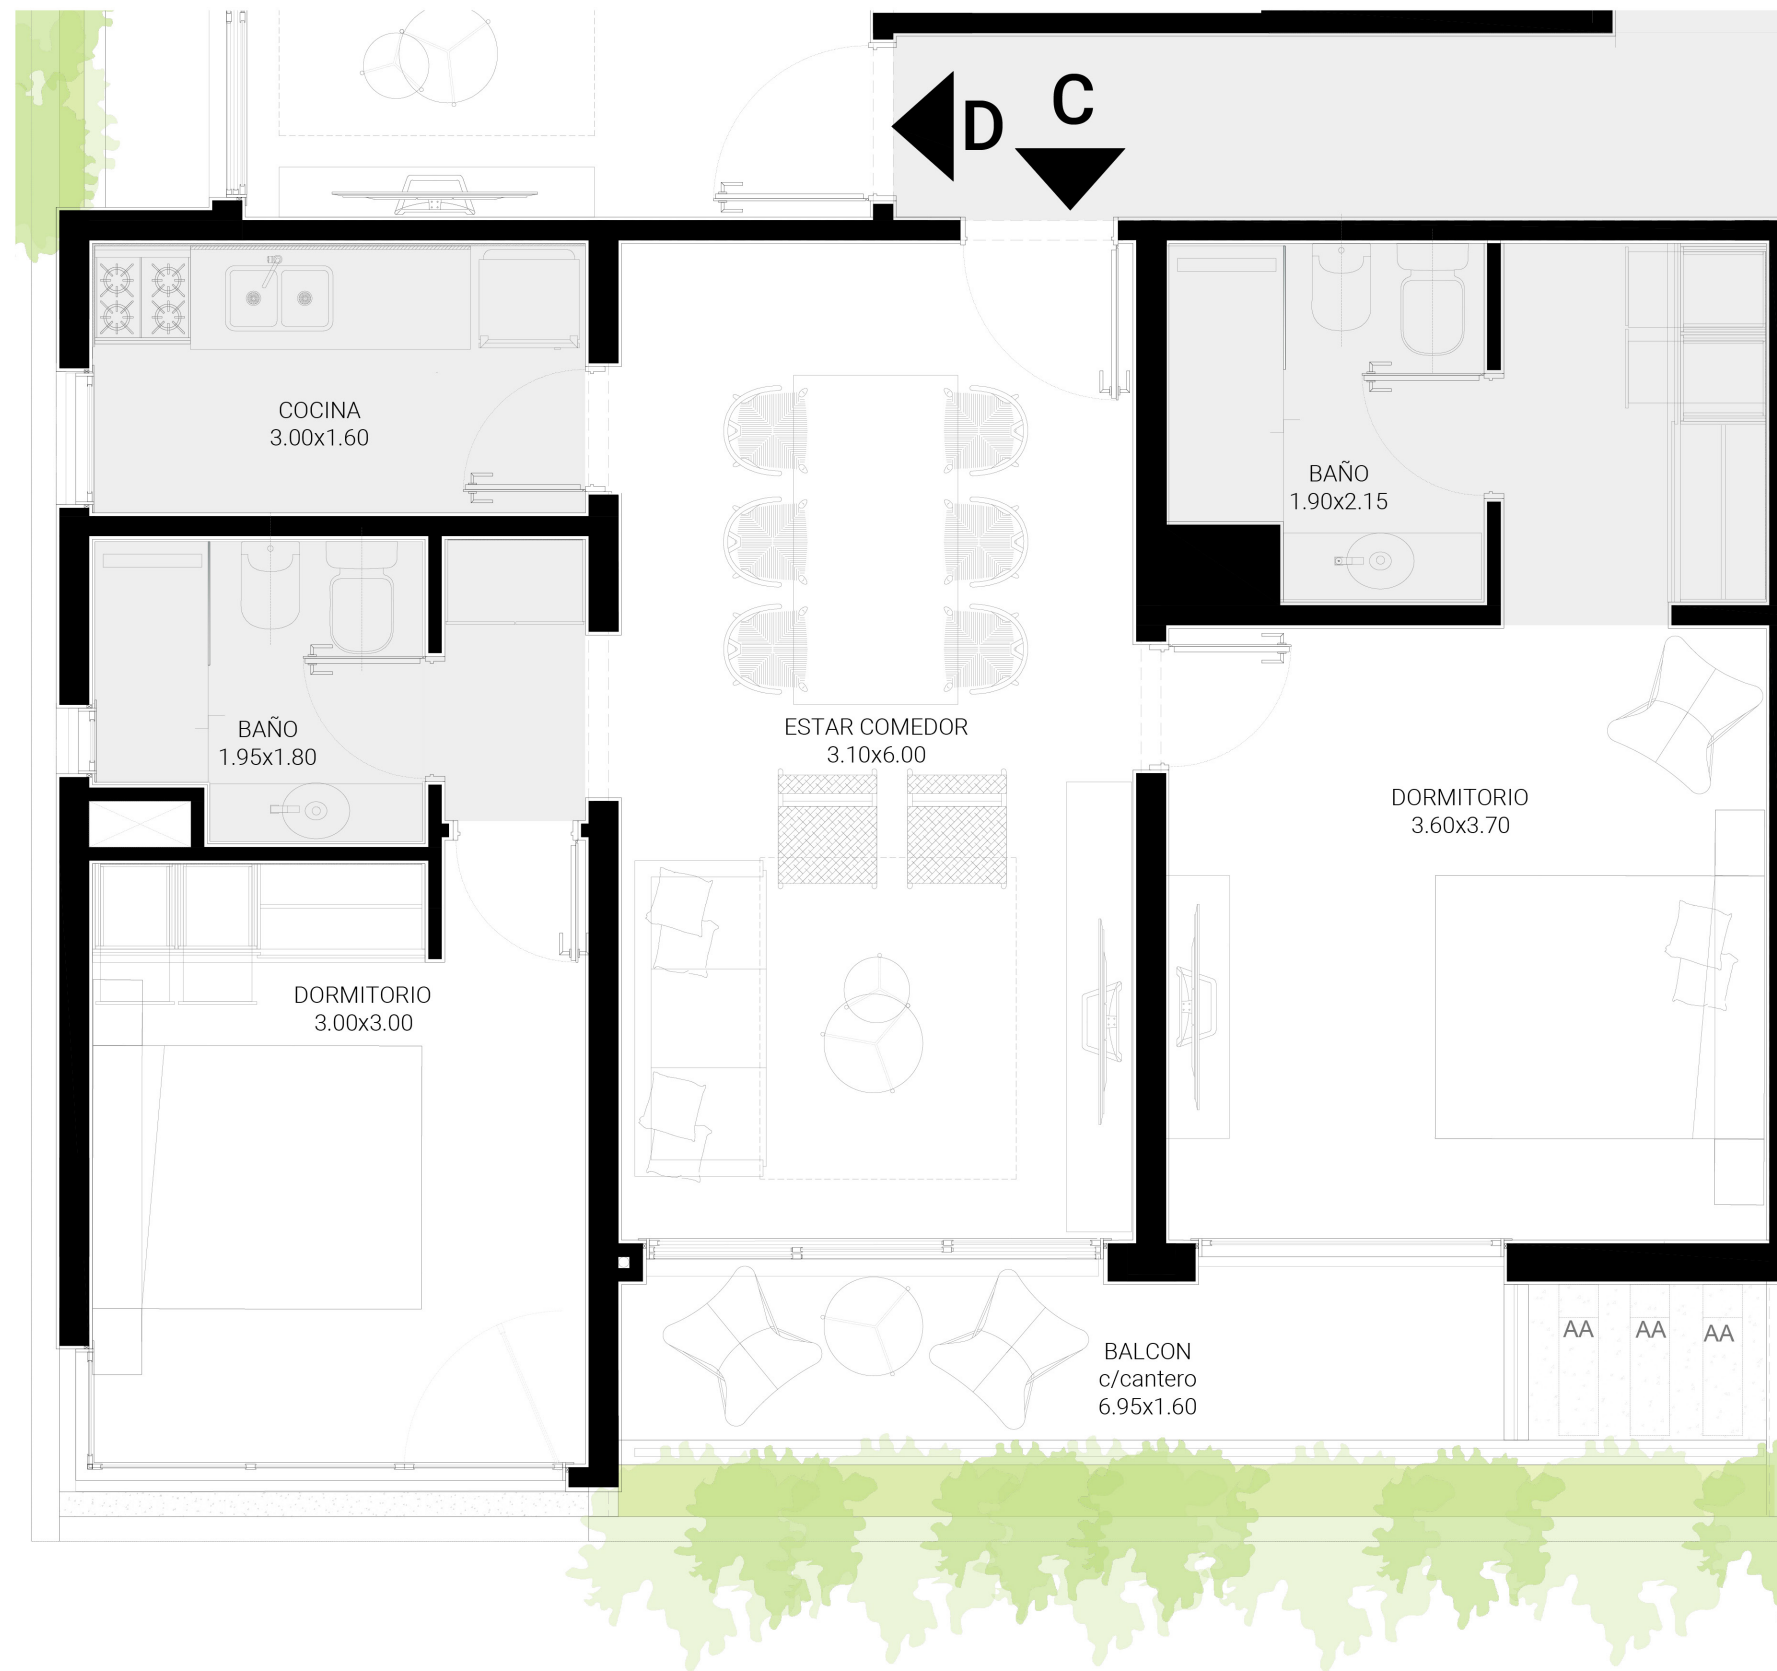 C
D
COCINA
3.00x1.60
BAÑO
1.90x2.15
BAÑO
1.95x1.80
ESTAR COMEDOR
3.10x6.00
DORMITORIO
3.60x3.70
DORMITORIO
3.00x3.00
BALCON
c/cantero
6.95x1.60
AA AA AA